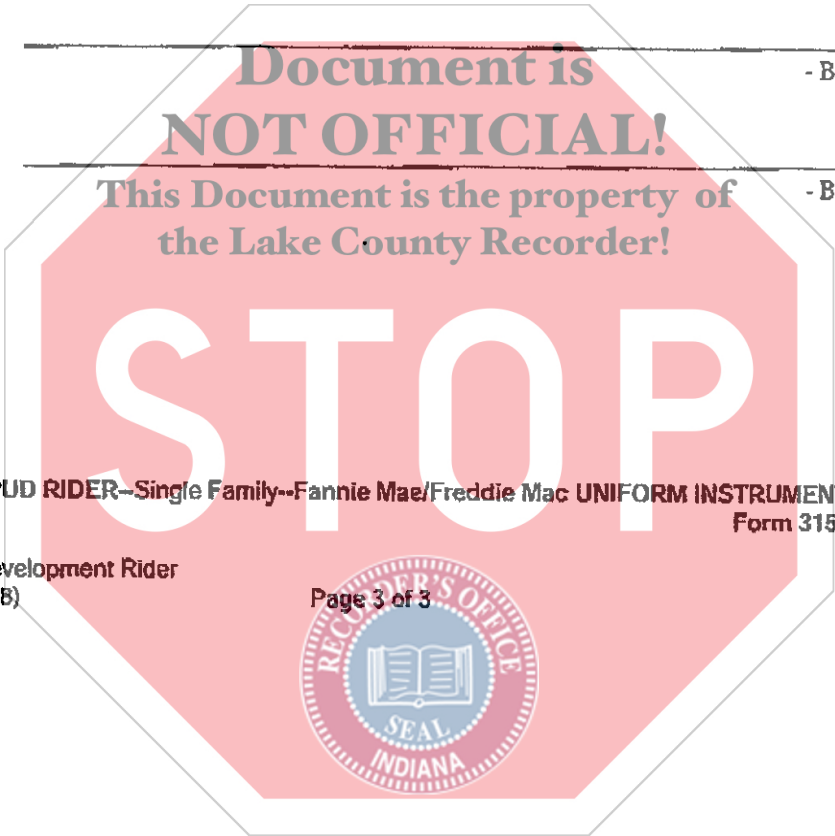 Document is
- B
NOT OFFICIAL!
This Document is the property of
- B
the Lake County Recorder!
STOP
UD RIDER--Single Family--Fannie Mae/Freddie Mac UNIFORM INSTRUMEN
Form 315
velopment Rider
8)
Page 3 of 3
RECORDER'S OFFICE
SEAL
INDIANA